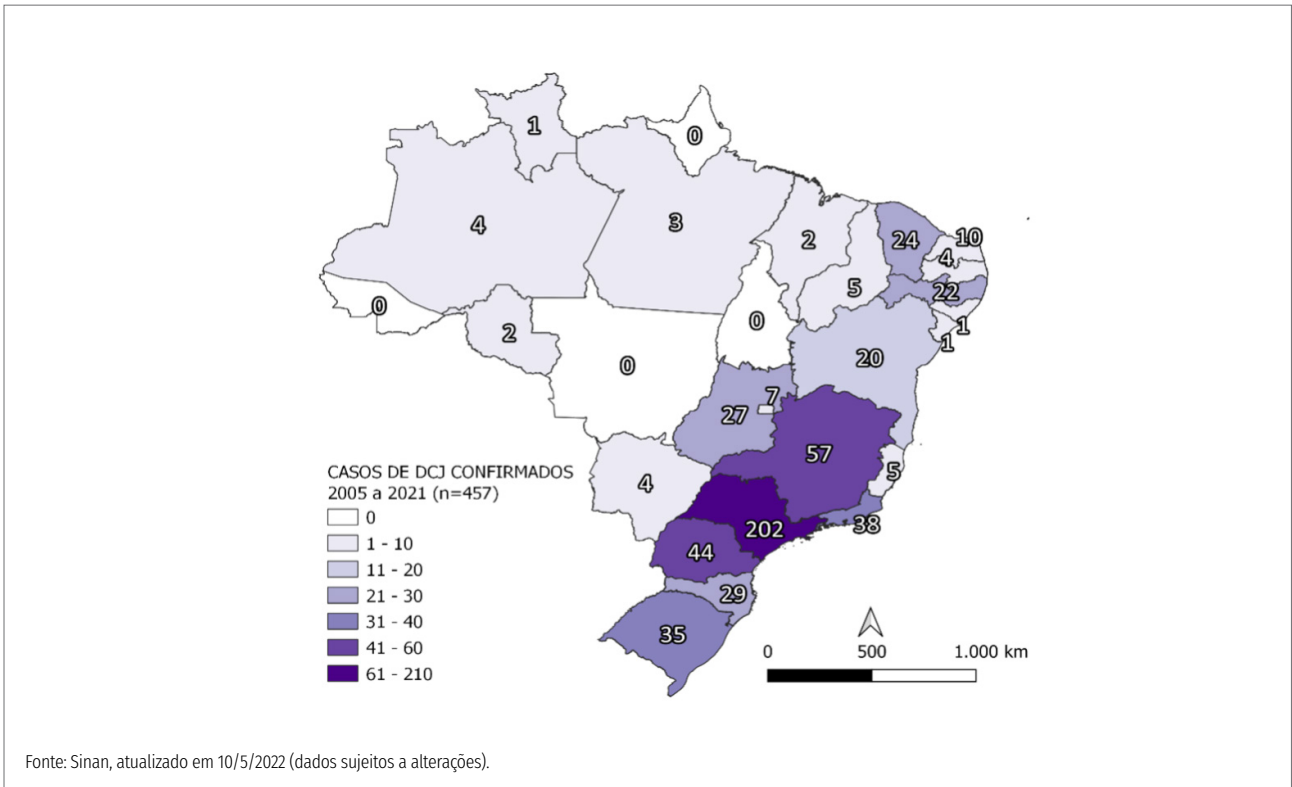 1
0
4
3
2
24
10
4
5
22
0
2
0
0
1
1
20
27
7
57
4
5
202
38
44
29
35
CASOS DE DCJ CONFIRMADOS
2005 a 2021 (n=457)
0
1 - 10
11 - 20
21 - 30
31 - 40
41 - 60
61 - 210
0 500 1.000 km
Fonte: Sinan, atualizado em 10/5/2022 (dados sujeitos a alterações).